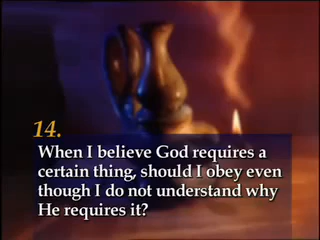 14.
When I believe God requires a
certain thing, should I obey even
though I do not understand why
He requires it?